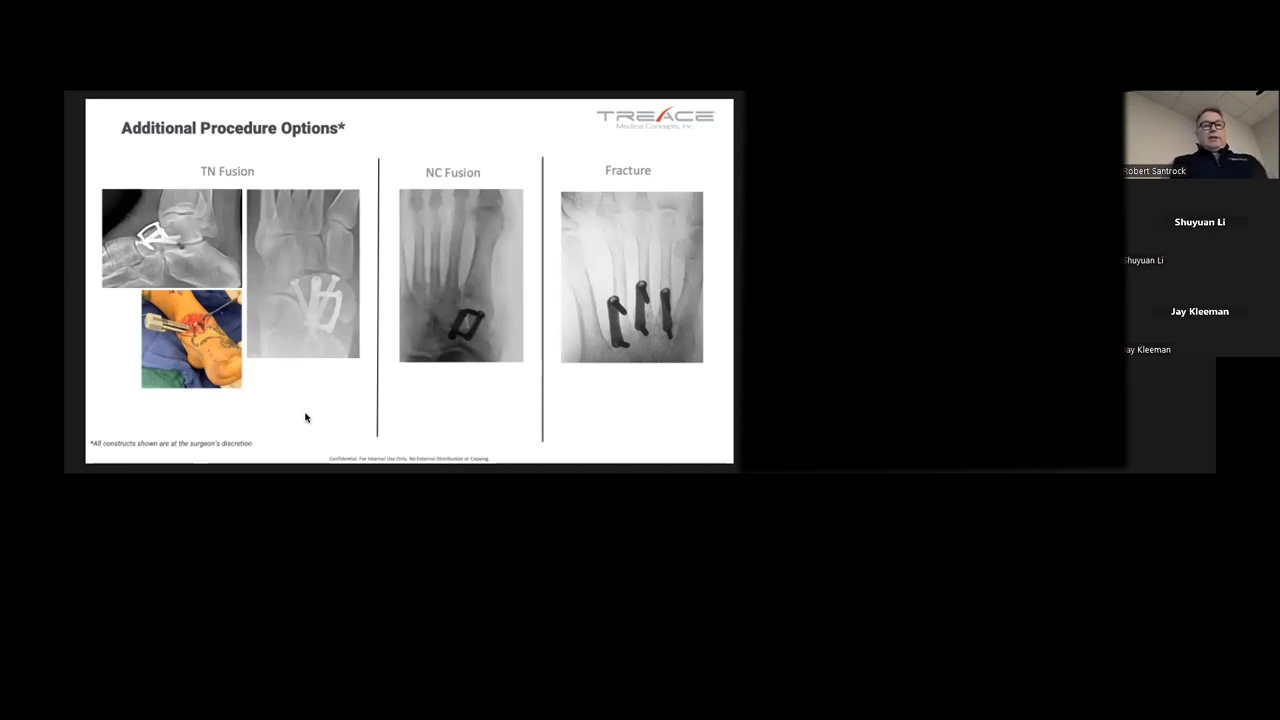 Additional Procedure Options*
TREACE
Medical Concepts, Inc.
TN Fusion
NC Fusion
Fracture
*All constructs shown are at the surgeon's discretion
Confidential. For Internal Use Only. No External Distribution or Copying.
Robert Santrock
Shuyuan Li
Shuyuan Li
Jay Kleeman
Jay Kleeman